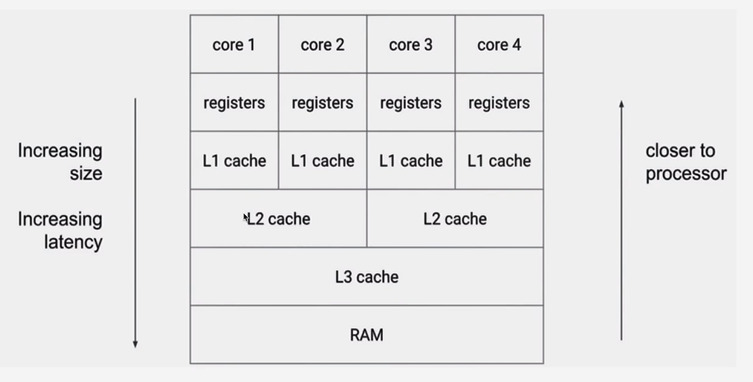 core 1 core 2 core 3 core 4
registers registers registers registers
Increasing
size
L1 cache L1 cache L1 cache L1 cache
closer to
processor
Increasing
latency
L2 cache L2 cache
L3 cache
RAM